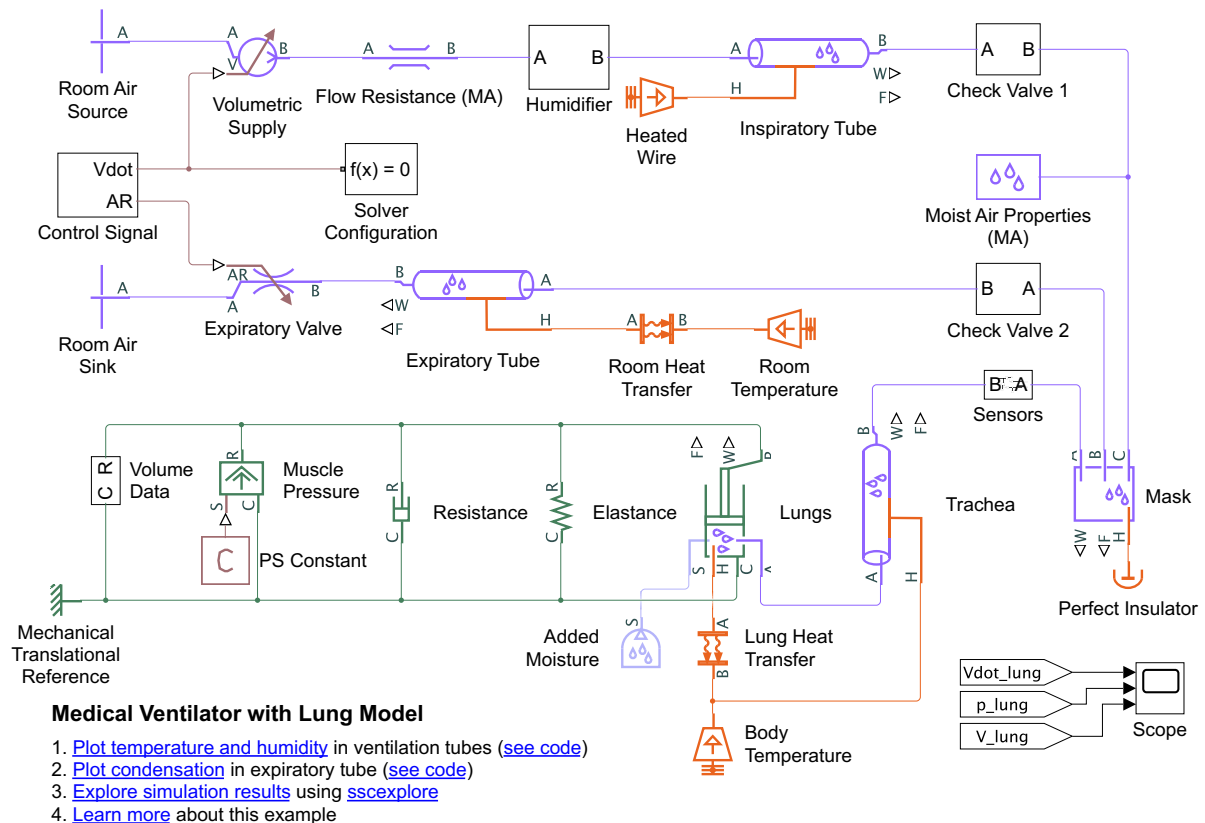 A
Room Air
Source
A
V
B
Volumetric
Supply
A
B
Flow Resistance (MA)
A
B
Humidifier
A
B
H
W
F
Heated
Wire
Inspiratory Tube
A
B
Check Valve 1
Vdot
AR
Control Signal
f(x) = 0
Solver
Configuration
Moist Air Properties
(MA)
A
Room Air
Sink
AR
A
B
Expiratory Valve
B
A
W
F
H
Expiratory Tube
A
B
Room Heat
Transfer
Room
Temperature
B
A
Check Valve 2
B
A
Sensors
C R
Volume
Data
R
S
C
Muscle
Pressure
C
PS Constant
R
C
Resistance
R
C
Elastance
F
W
R
S
H
C
A
Lungs
B
W
F
A
H
Trachea
A
B
C
W
F
H
Mask
Perfect Insulator
Mechanical
Translational
Reference
S
Added
Moisture
A
B
Lung Heat
Transfer
Body
Temperature
Vdot_lung
p_lung
V_lung
Scope
Medical Ventilator with Lung Model
1. Plot temperature and humidity in ventilation tubes (see code)
2. Plot condensation in expiratory tube (see code)
3. Explore simulation results using sscexplore
4. Learn more about this example